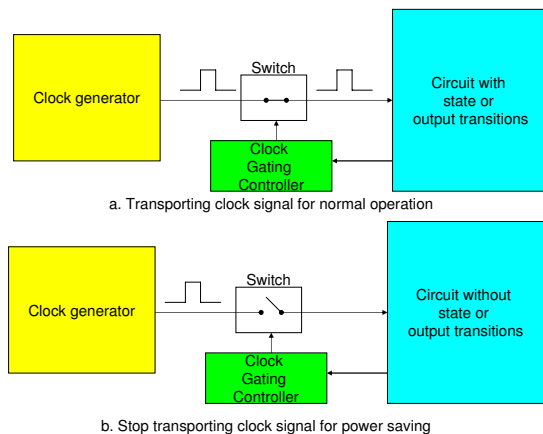 Switch
Clock generator
Circuit with
state or
output transitions
Clock
Gating
Controller
a. Transporting clock signal for normal operation
Switch
Clock generator
Circuit without
state or
output transitions
Clock
Gating
Controller
b. Stop transporting clock signal for power saving